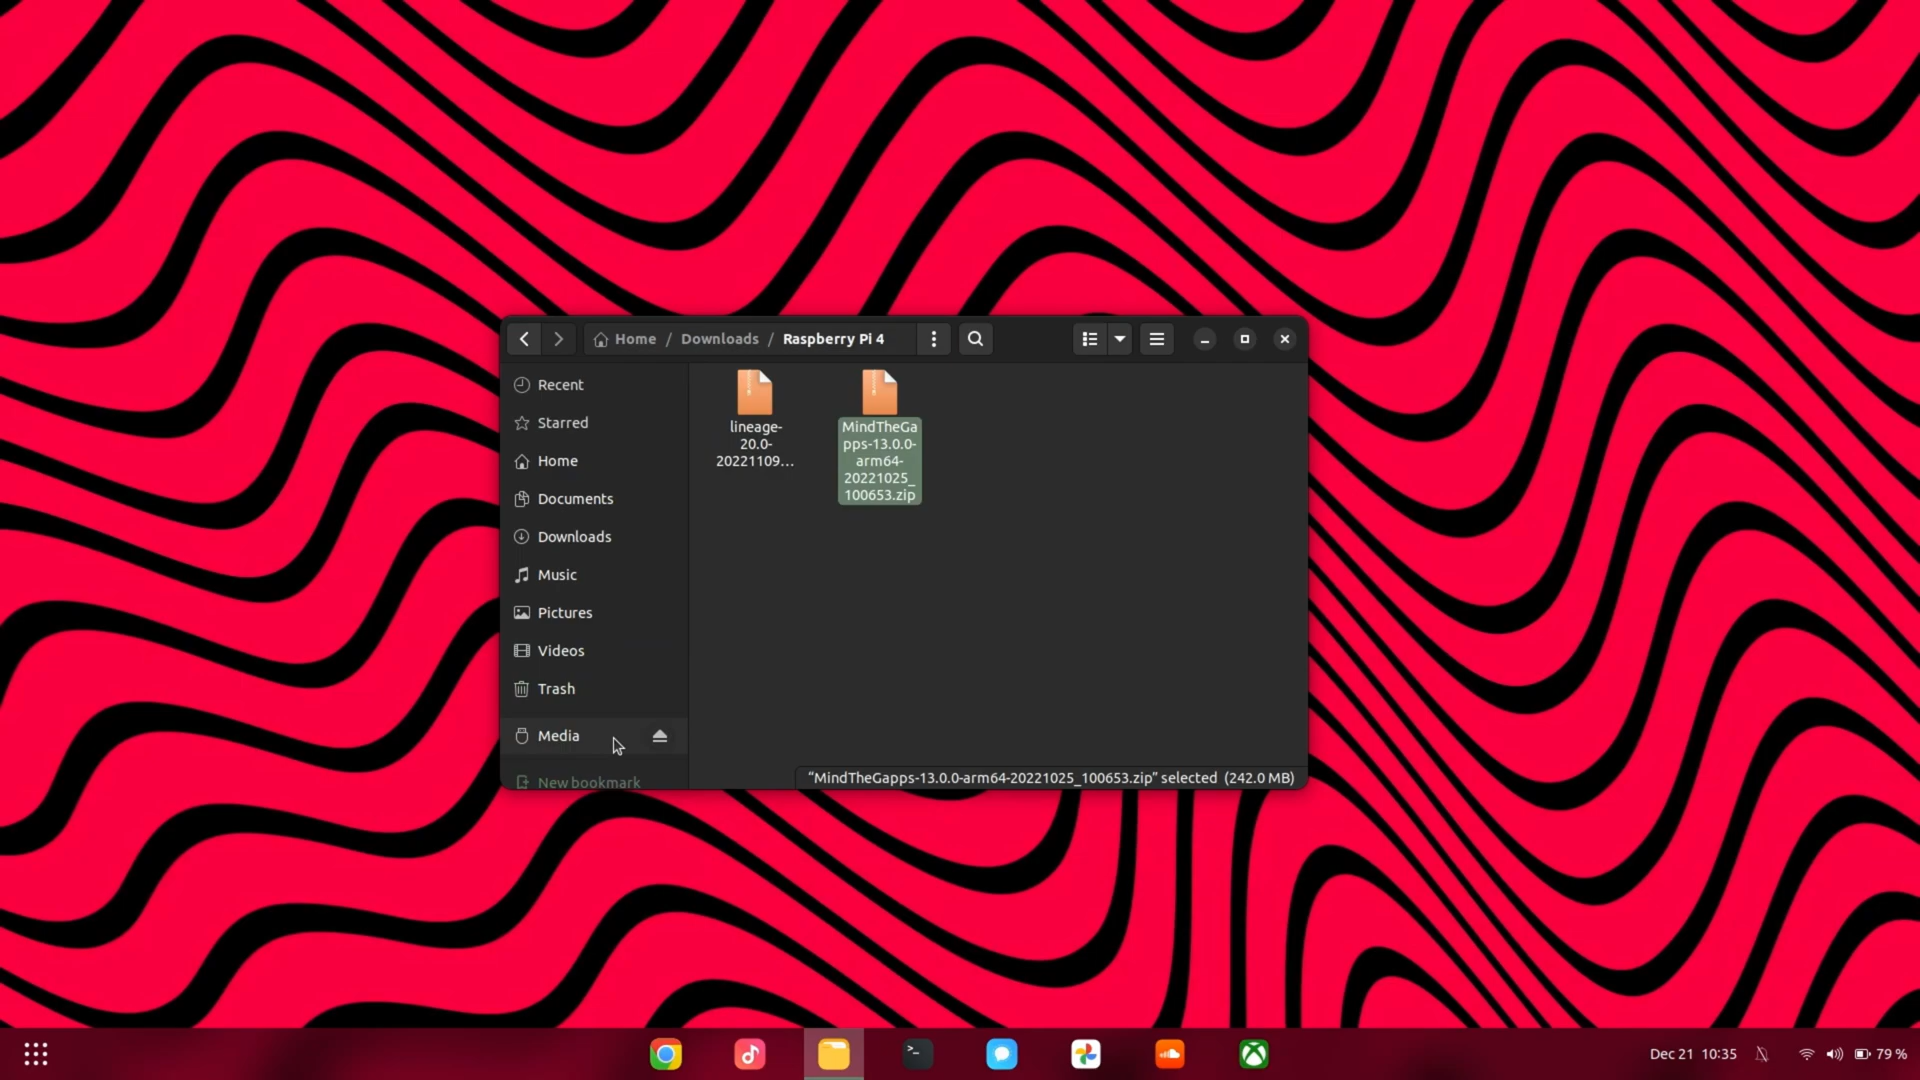 Home / Downloads / Raspberry Pi 4
Recent
Starred
Home
Documents
Downloads
Music
Pictures
Videos
Trash
Media
New bookmark
lineage-
20.0-
20221109...
MindTheGa
pps-13.0.0-
arm64-
20221025_
100653.zip
“MindTheGapps-13.0.0-arm64-20221025_100653.zip” selected (242.0 MB)
>_
Dec 21 10:35
79 %